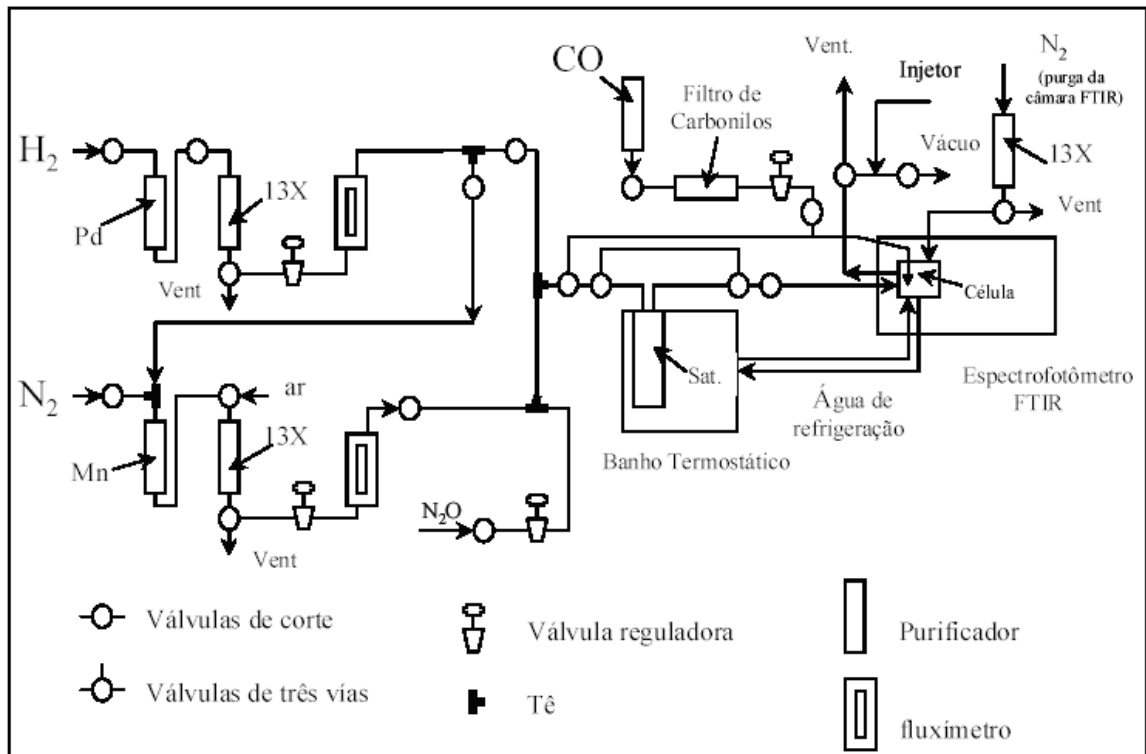 H₂
Pd
13X
Vent
N₂
Mn
ar
13X
Vent
N₂O
CO
Filtro de
Carbonilos
Vent.
Injetor
Vácuo
N₂
(purga da
câmara FTIR)
13X
Vent
Célula
Sat.
Banho Termostático
Água de
refrigeração
Espectrofotômetro
FTIR
Válvulas de corte
Válvulas de três vías
Válvula reguladora
Tê
Purificador
fluxímetro